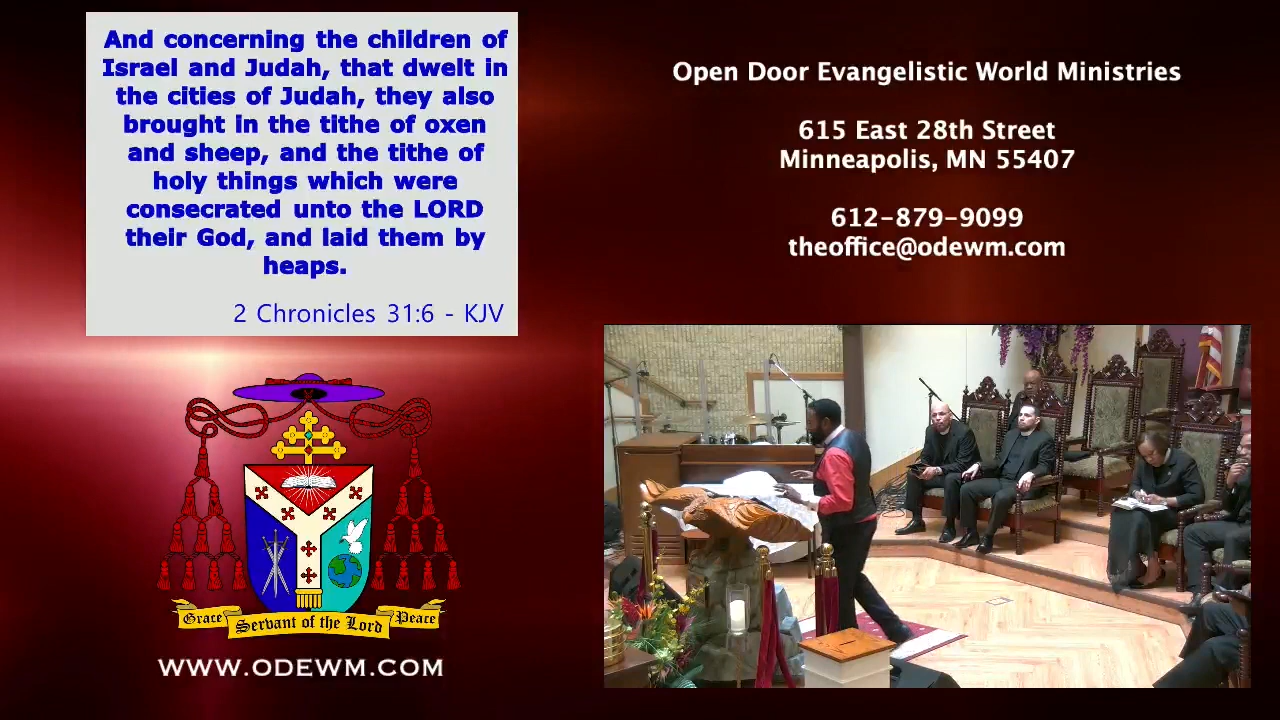 And concerning the children of
Israel and Judah, that dwelt in
the cities of Judah, they also
brought in the tithe of oxen
and sheep, and the tithe of
holy things which were
consecrated unto the LORD
their God, and laid them by
heaps.
2 Chronicles 31:6 - KJV
Open Door Evangelistic World Ministries
615 East 28th Street
Minneapolis, MN 55407
612-879-9099
theoffice@odewm.com
Grace Servant of the Lord Peace
WWW.ODEWM.COM